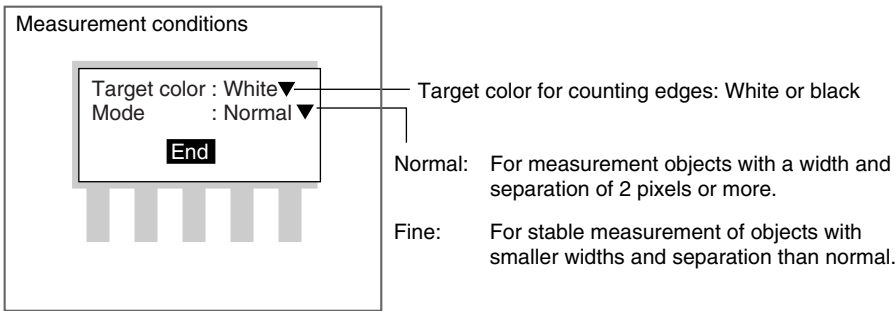 Measurement conditions
Target color : White▼
Mode : Normal ▼
End
Target color for counting edges: White or black
Normal: For measurement objects with a width and
separation of 2 pixels or more.
Fine: For stable measurement of objects with
smaller widths and separation than normal.